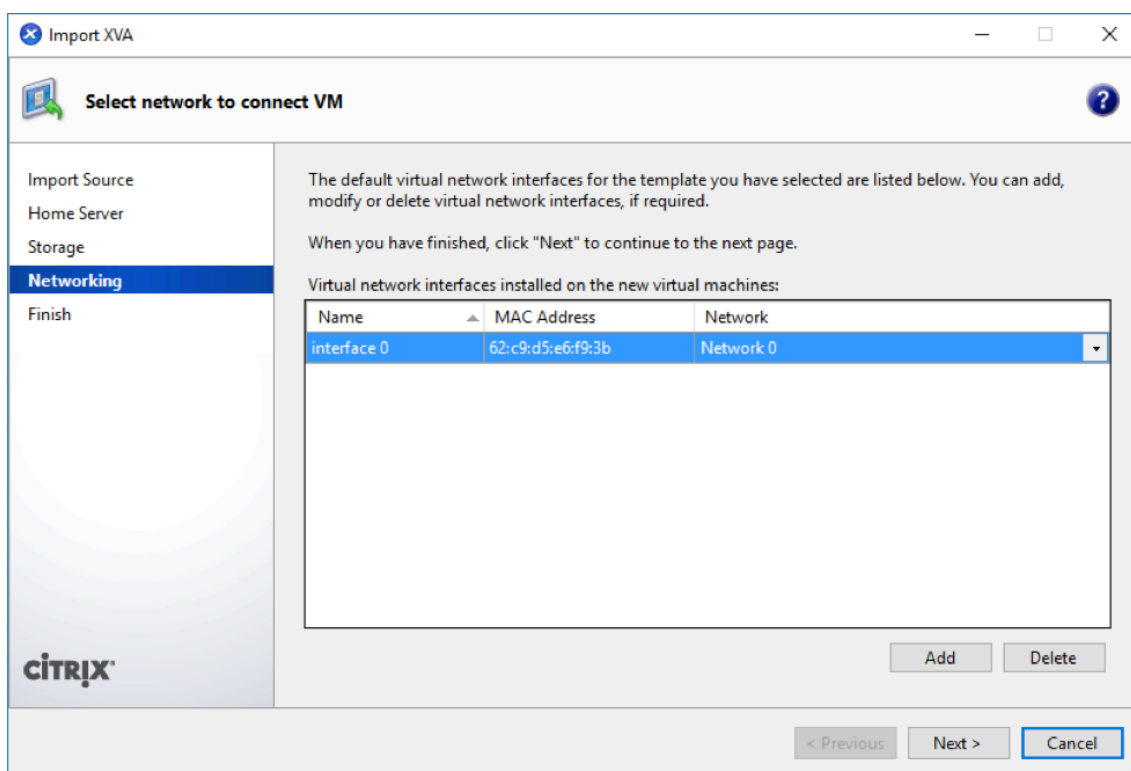 Import XVA
Select network to connect VM
?
Import Source
Home Server
Storage
Networking
Finish
The default virtual network interfaces for the template you have selected are listed below. You can add,
modify or delete virtual network interfaces, if required.
When you have finished, click "Next" to continue to the next page.
Virtual network interfaces installed on the new virtual machines:
Name MAC Address Network
interface 0 62:c9:d5:e6:f9:3b Network 0
Add Delete
CITRIX
< Previous Next > Cancel